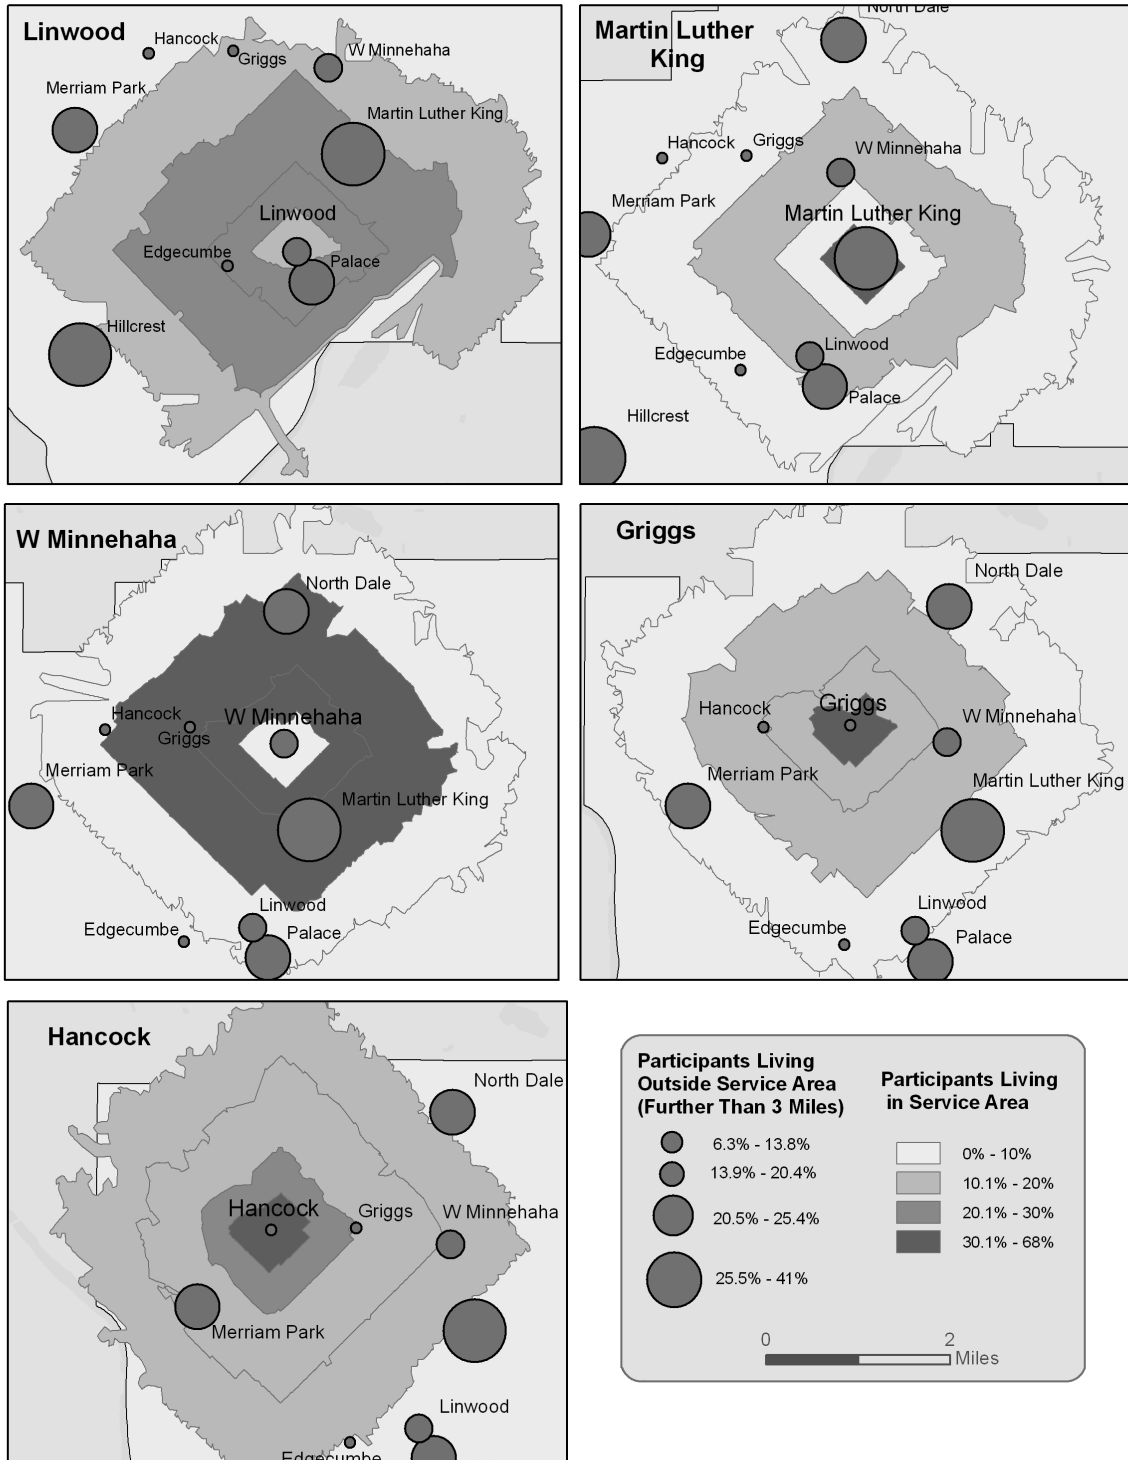 Linwood
Hancock
Griggs
W Minnehaha
Merriam Park
Martin Luther King
Linwood
Edgecumbe
Palace
Hillcrest
Martin Luther
King
North Dale
Hancock
Griggs
W Minnehaha
Merriam Park
Martin Luther King
Linwood
Edgecumbe
Palace
Hillcrest
W Minnehaha
North Dale
Hancock
W Minnehaha
Griggs
Merriam Park
Martin Luther King
Linwood
Edgecumbe
Palace
Griggs
North Dale
Griggs
Hancock
W Minnehaha
Merriam Park
Martin Luther King
Linwood
Edgecumbe
Palace
Hancock
North Dale
Hancock
Griggs
W Minnehaha
Merriam Park
Linwood
Edgecumbe
Participants Living
Outside Service Area
(Further Than 3 Miles)
6.3% - 13.8%
13.9% - 20.4%
20.5% - 25.4%
25.5% - 41%
Participants Living
in Service Area
0% - 10%
10.1% - 20%
20.1% - 30%
30.1% - 68%
0 2
Miles